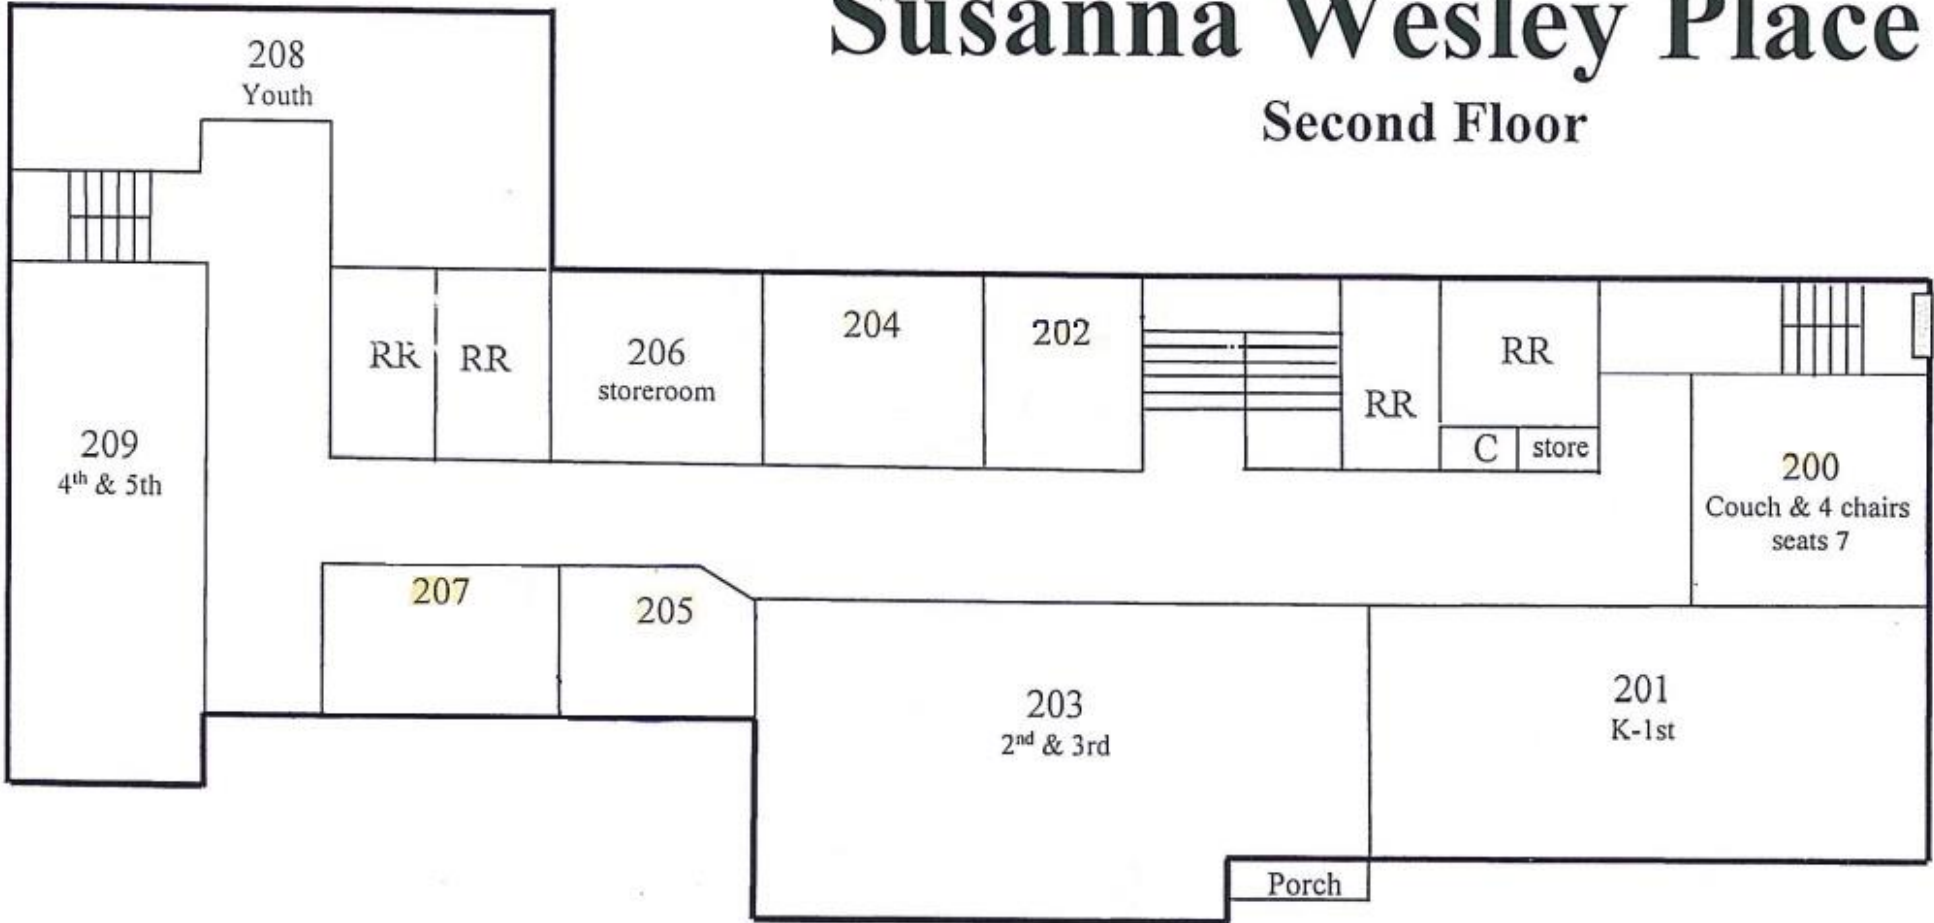 Susanna Wesley Place
Second Floor
208
Youth
RR
RR
206
storeroom
204
202
RR
RR
C
store
200
Couch & 4 chairs
seats 7
209
4th & 5th
207
205
203
2nd & 3rd
201
K-1st
Porch